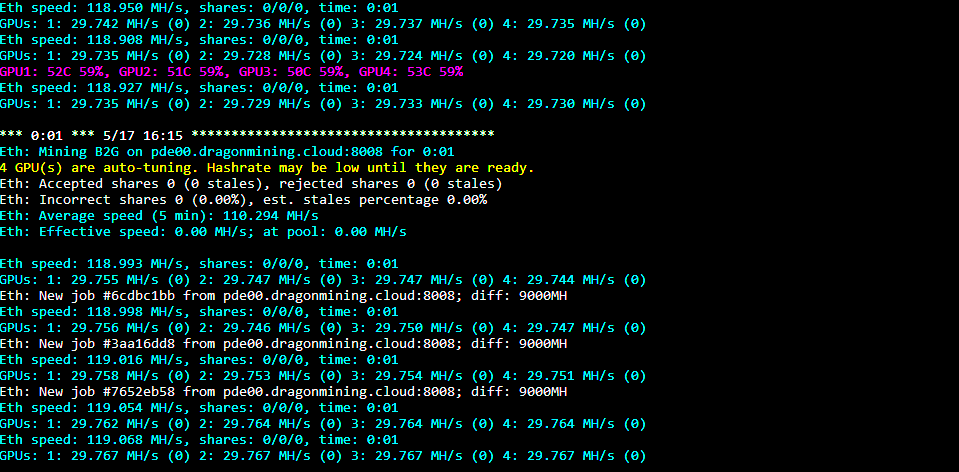 Eth speed: 118.950 MH/s, shares: 0/0/0, time: 0:01
GPUs: 1: 29.742 MH/s (0) 2: 29.736 MH/s (0) 3: 29.737 MH/s (0) 4: 29.735 MH/s (0)
Eth speed: 118.908 MH/s, shares: 0/0/0, time: 0:01
GPUs: 1: 29.735 MH/s (0) 2: 29.728 MH/s (0) 3: 29.724 MH/s (0) 4: 29.720 MH/s (0)
GPU1: 52C 59%, GPU2: 51C 59%, GPU3: 50C 59%, GPU4: 53C 59%
Eth speed: 118.927 MH/s, shares: 0/0/0, time: 0:01
GPUs: 1: 29.735 MH/s (0) 2: 29.729 MH/s (0) 3: 29.733 MH/s (0) 4: 29.730 MH/s (0)
*** 0:01 *** 5/17 16:15 **************************************
Eth: Mining B2G on pde00.dragonmining.cloud:8008 for 0:01
4 GPU(s) are auto-tuning. Hashrate may be low until they are ready.
Eth: Accepted shares 0 (0 stales), rejected shares 0 (0 stales)
Eth: Incorrect shares 0 (0.00%), est. stales percentage 0.00%
Eth: Average speed (5 min): 110.294 MH/s
Eth: Effective speed: 0.00 MH/s; at pool: 0.00 MH/s
Eth speed: 118.993 MH/s, shares: 0/0/0, time: 0:01
GPUs: 1: 29.755 MH/s (0) 2: 29.747 MH/s (0) 3: 29.747 MH/s (0) 4: 29.744 MH/s (0)
Eth: New job #6cdbc1bb from pde00.dragonmining.cloud:8008; diff: 9000MH
Eth speed: 118.998 MH/s, shares: 0/0/0, time: 0:01
GPUs: 1: 29.756 MH/s (0) 2: 29.746 MH/s (0) 3: 29.750 MH/s (0) 4: 29.747 MH/s (0)
Eth: New job #3aa16dd8 from pde00.dragonmining.cloud:8008; diff: 9000MH
Eth speed: 119.016 MH/s, shares: 0/0/0, time: 0:01
GPUs: 1: 29.758 MH/s (0) 2: 29.753 MH/s (0) 3: 29.754 MH/s (0) 4: 29.751 MH/s (0)
Eth: New job #7652eb58 from pde00.dragonmining.cloud:8008; diff: 9000MH
Eth speed: 119.054 MH/s, shares: 0/0/0, time: 0:01
GPUs: 1: 29.762 MH/s (0) 2: 29.764 MH/s (0) 3: 29.764 MH/s (0) 4: 29.764 MH/s (0)
Eth speed: 119.068 MH/s, shares: 0/0/0, time: 0:01
GPUs: 1: 29.767 MH/s (0) 2: 29.767 MH/s (0) 3: 29.767 MH/s (0) 4: 29.767 MH/s (0)